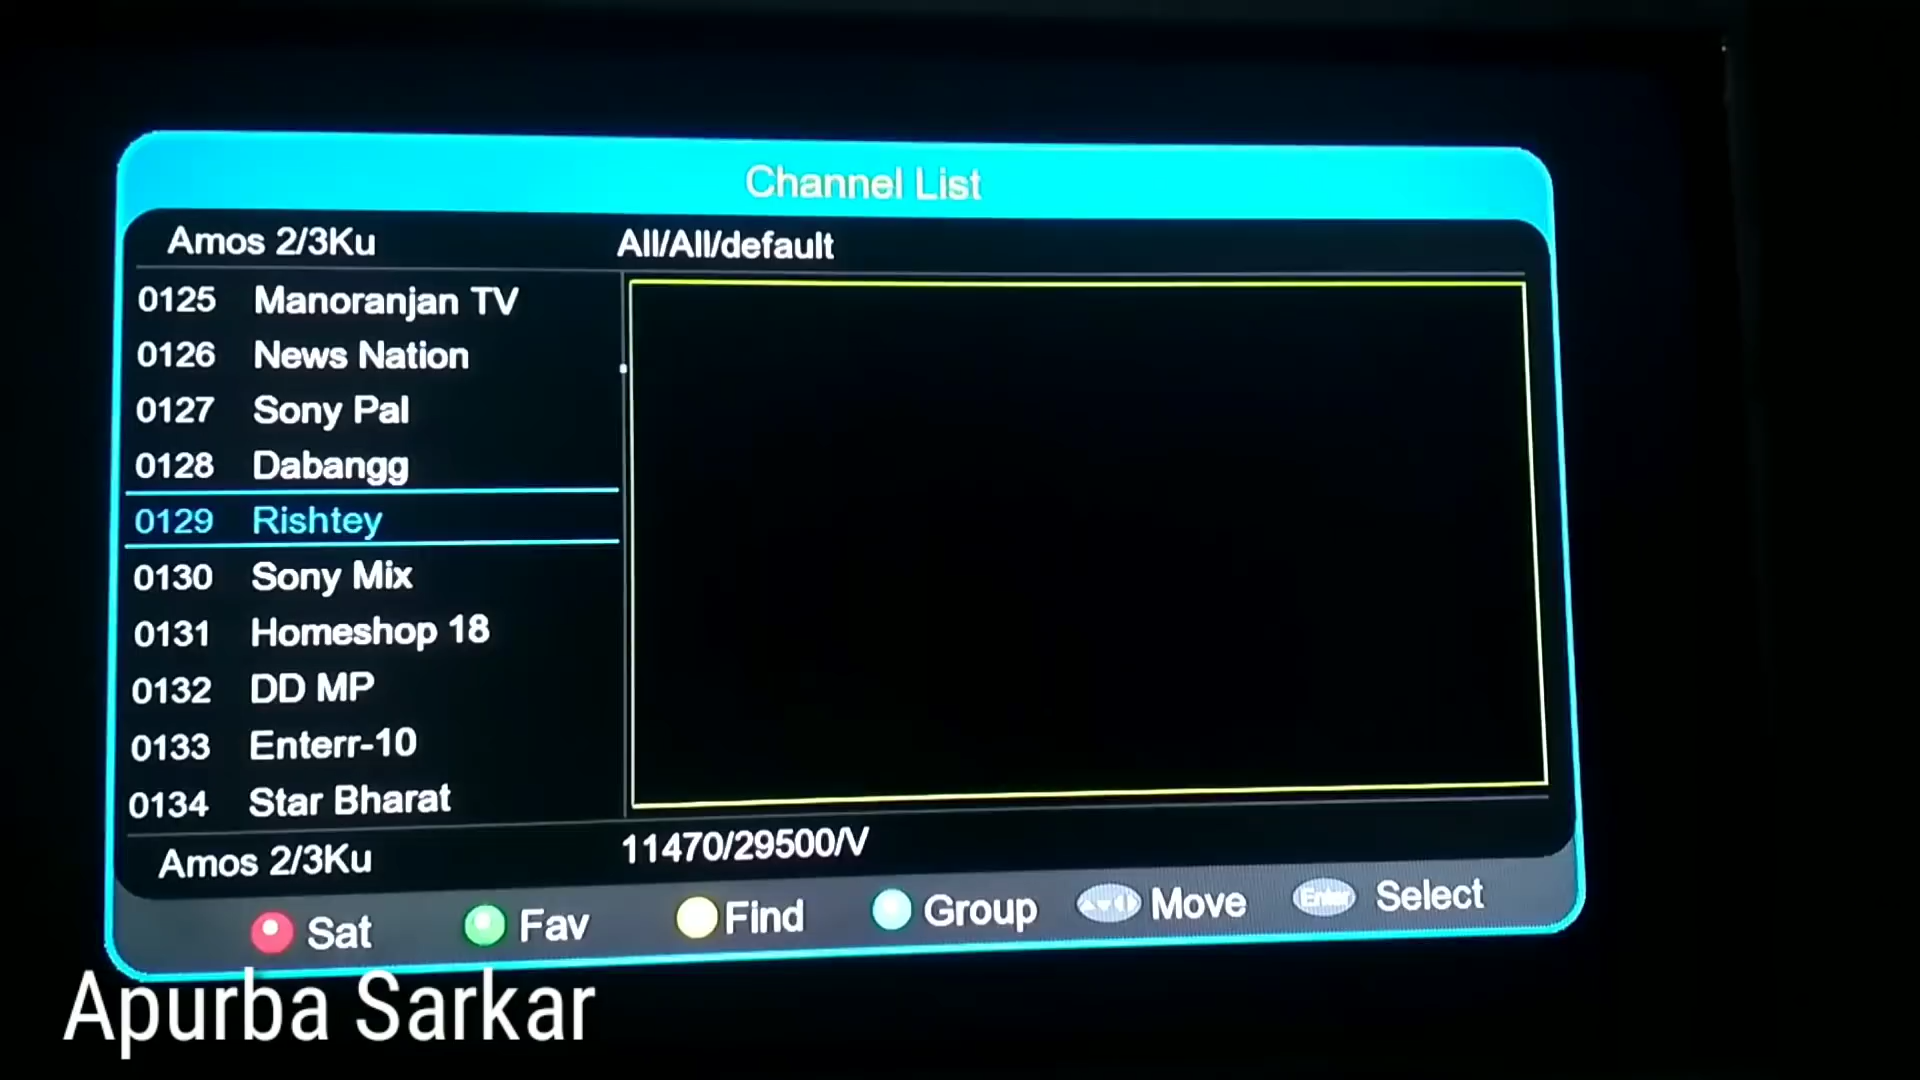 Channel List
Amos 2/3Ku All/All/default
0125 Manoranjan TV
0126 News Nation
0127 Sony Pal
0128 Dabangg
0129 Rishtey
0130 Sony Mix
0131 Homeshop 18
0132 DD MP
0133 Enterr-10
0134 Star Bharat
Amos 2/3Ku 11470/29500/V
Sat Fav Find Group Move Enter Select
Apurba Sarkar